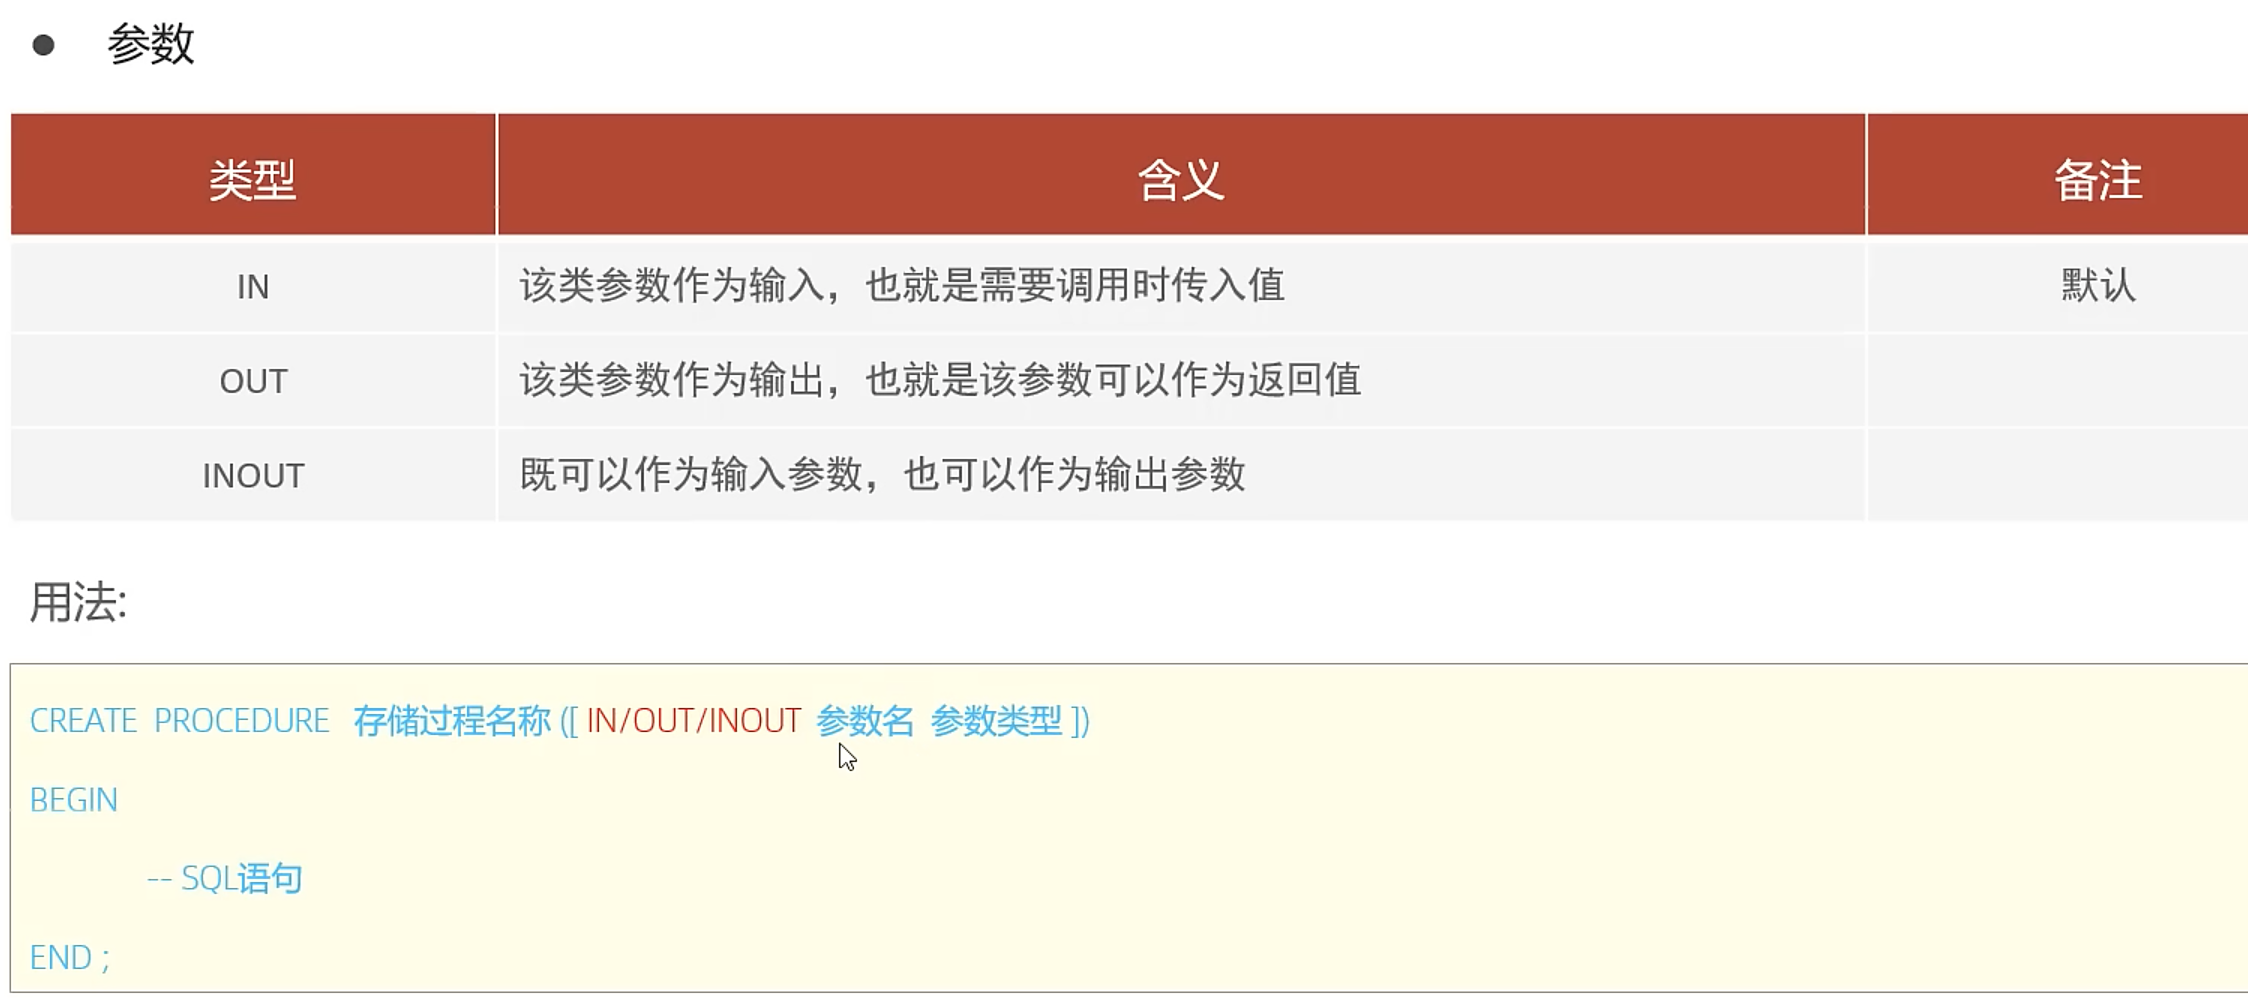 ● 参数
类型 含义 备注
IN 该类参数作为输入，也就是需要调用时传入值 默认
OUT 该类参数作为输出，也就是该参数可以作为返回值
INOUT 既可以作为输入参数，也可以作为输出参数
用法:
CREATE PROCEDURE 存储过程名称 ([ IN/OUT/INOUT 参数名 参数类型 ])
BEGIN
-- SQL语句
END ;